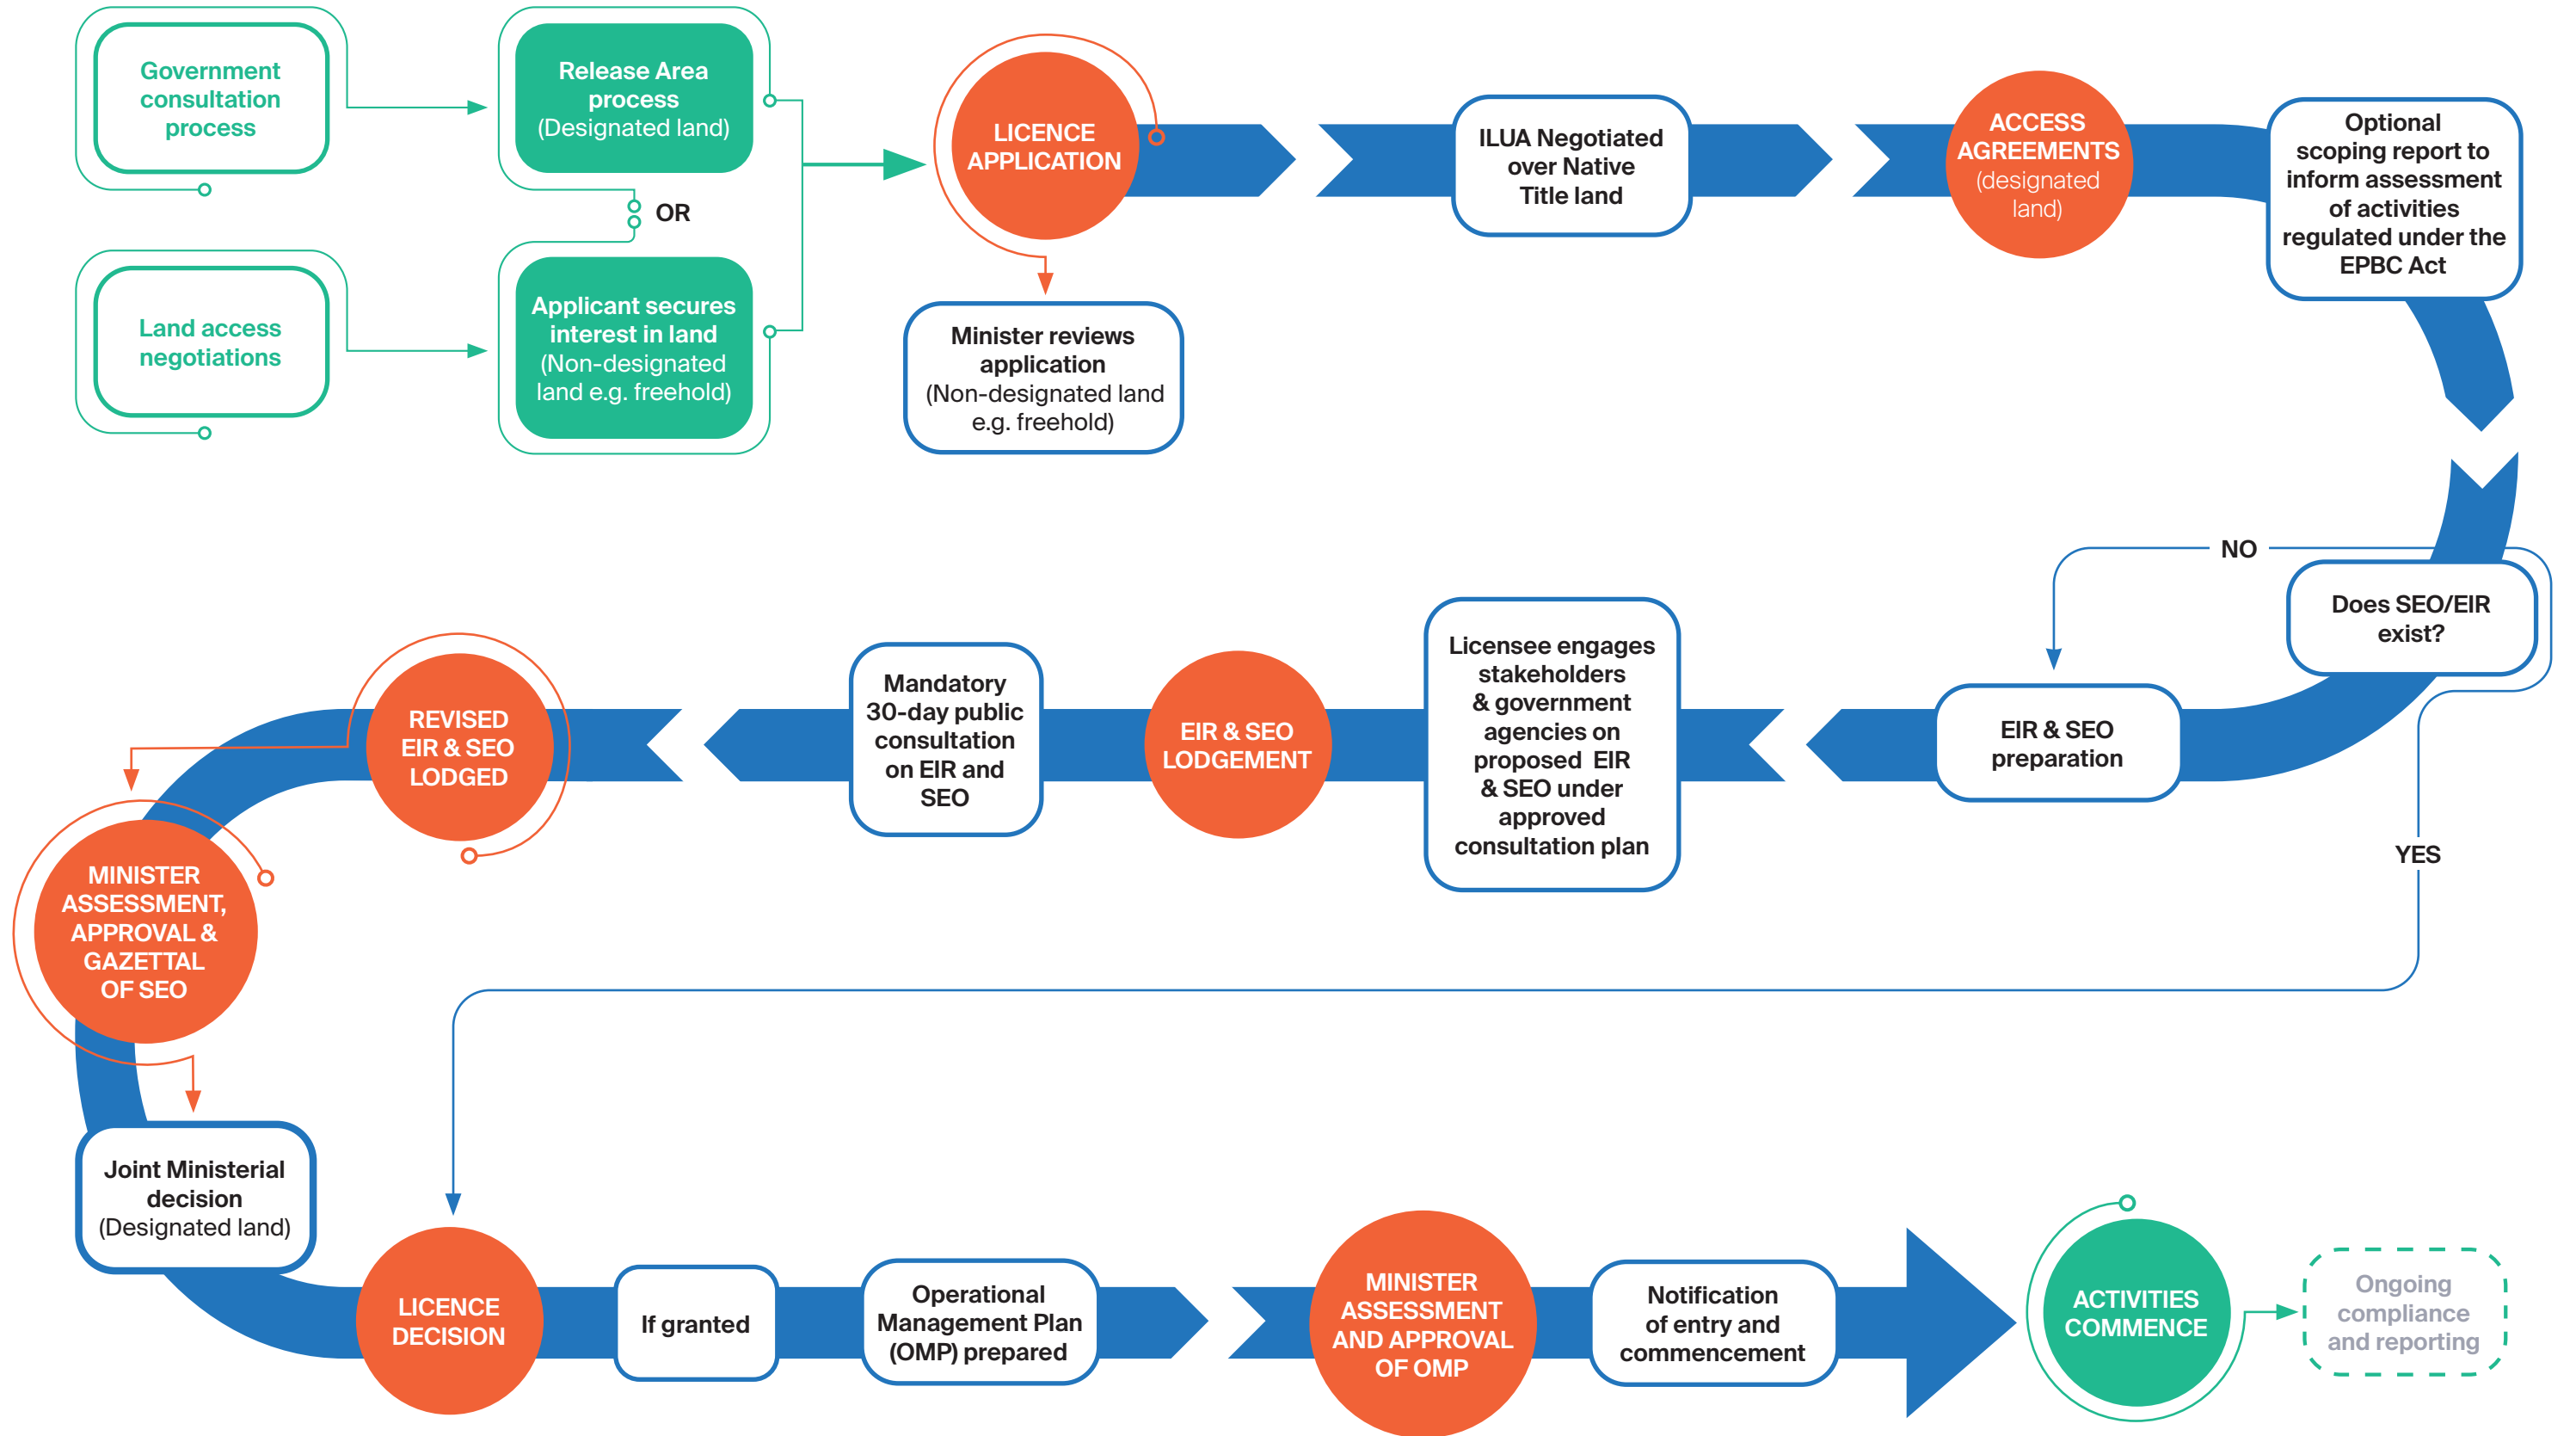 Government
consultation
process
Release Area
process
(Designated land)
OR
Land access
negotiations
Applicant secures
interest in land
(Non-designated
land e.g. freehold)
LICENCE
APPLICATION
Minister reviews
application
(Non-designated land
e.g. freehold)
ILUA Negotiated
over Native
Title land
ACCESS
AGREEMENTS
(designated
land)
Optional
scoping report to
inform assessment
of activities
regulated under the
EPBC Act
Does SEO/EIR
exist?
NO
YES
EIR & SEO
preparation
Licensee engages
stakeholders
& government
agencies on
proposed EIR
& SEO under
approved
consultation plan
EIR & SEO
LODGEMENT
Mandatory
30-day public
consultation
on EIR and
SEO
REVISED
EIR & SEO
LODGED
MINISTER
ASSESSMENT,
APPROVAL &
GAZETTAL
OF SEO
Joint Ministerial
decision
(Designated land)
LICENCE
DECISION
If granted
Operational
Management Plan
(OMP) prepared
MINISTER
ASSESSMENT
AND APPROVAL
OF OMP
Notification
of entry and
commencement
ACTIVITIES
COMMENCE
Ongoing
compliance
and reporting